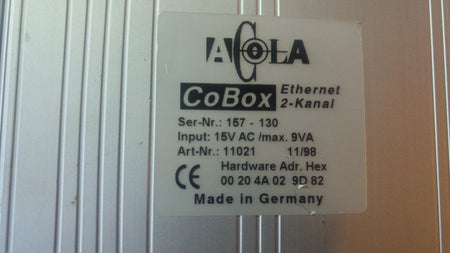 ACOLA
CoBox Ethernet
2-Kanal
Ser-Nr.: 157 - 130
Input: 15V AC /max. 9VA
Art-Nr.: 11021 11/98
Hardware Adr. Hex
CE 00 20 4A 02 9D 82
Made in Germany